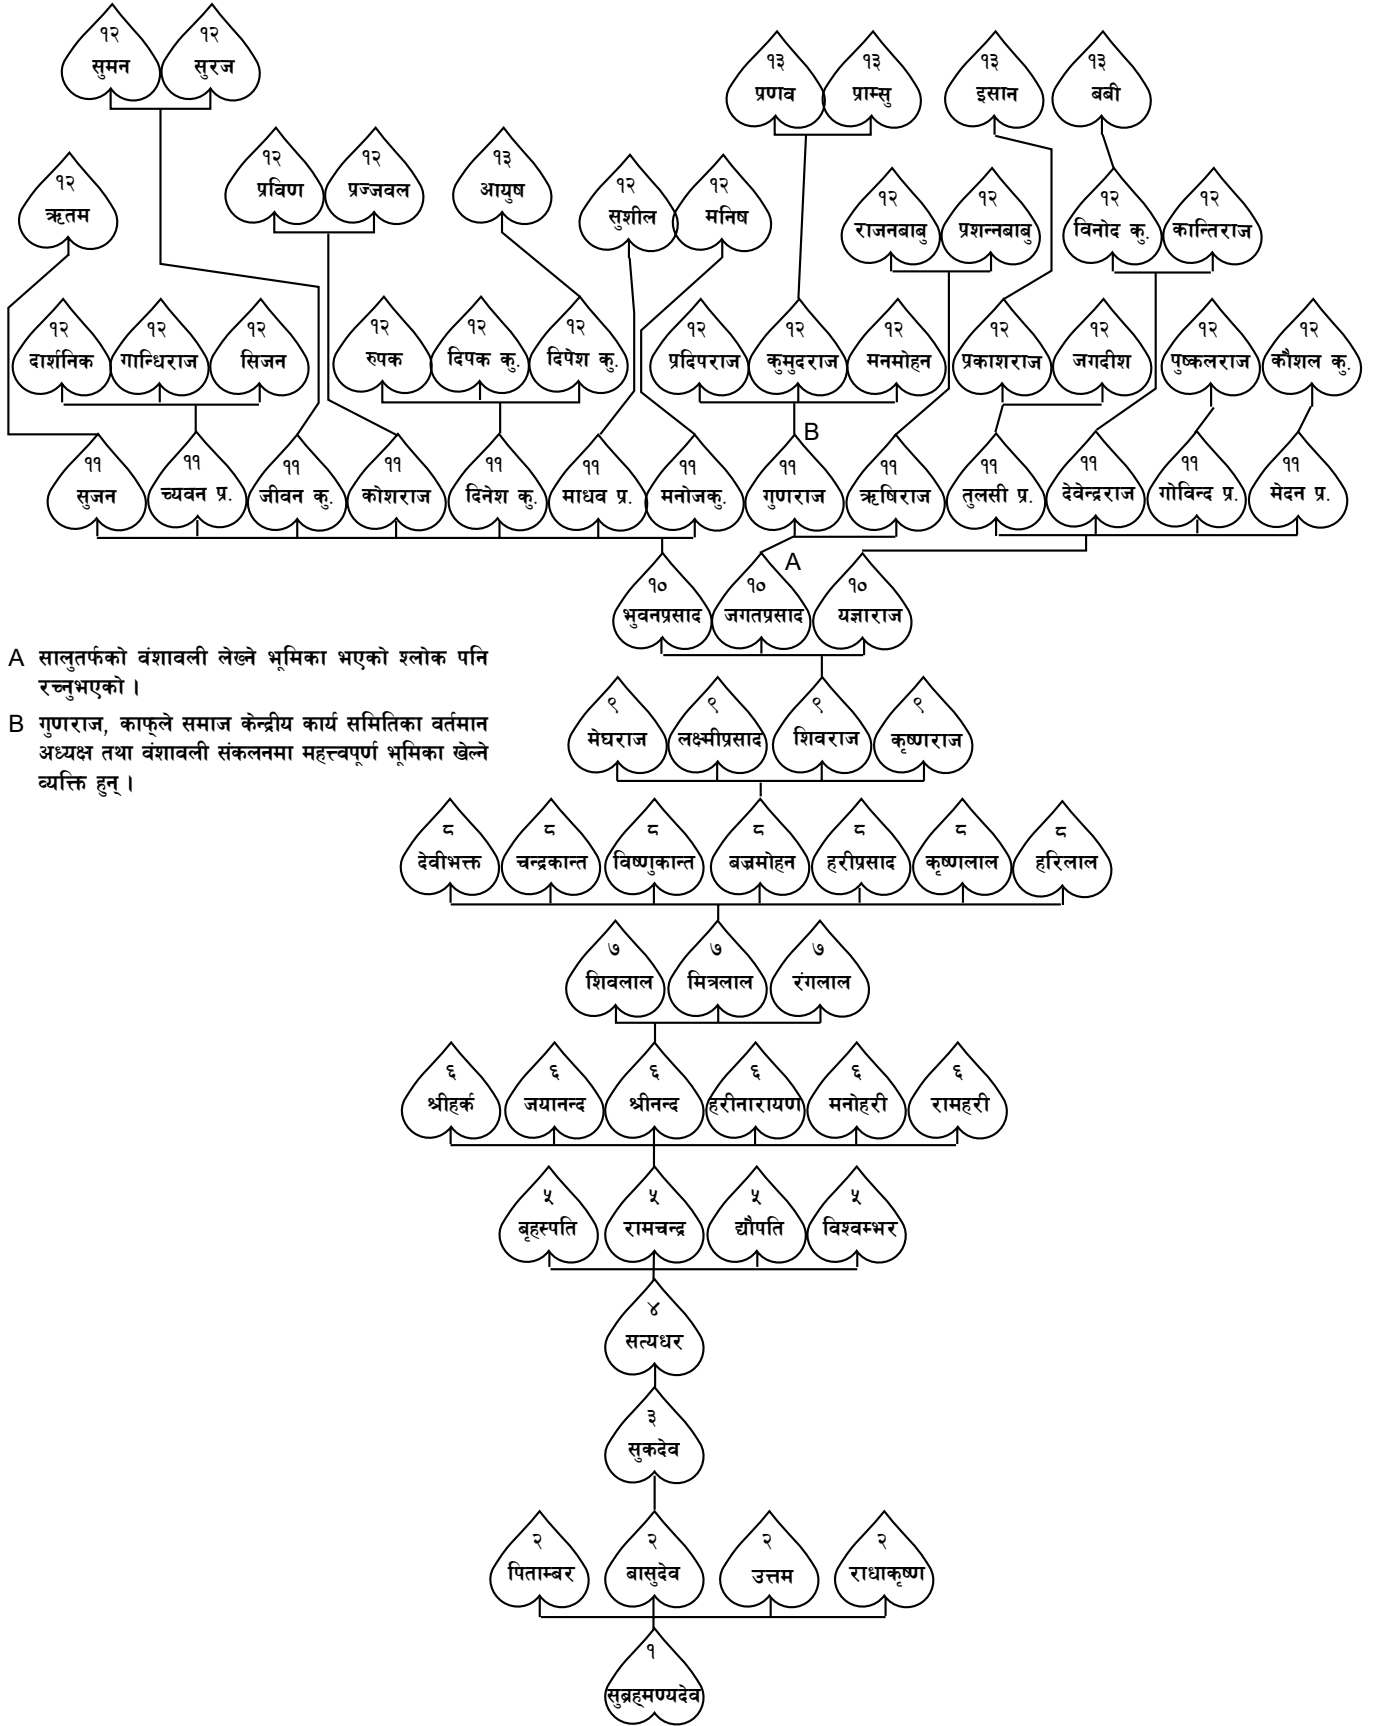 १२ १२
सुमन सुरज
१३ १३ १३ १३
प्रणव प्राम्सु इसान बबी
१२ १२ १३
प्रविण प्रज्जवल आयुष
१२ १२ १२
ऋतम सुशील मनिष
१२ १२ १२ १२
राजनबाबु प्रशन्नबाबु विनोद कु. कान्तिराज
१२ १२ १२ १२ १२ १२ १२ १२ १२ १२ १२ १२ १२
दार्शनिक गान्धिराज सिजन रुपक दिपक कु. दिपेश कु. प्रदिपराज कुमुदराज मनमोहन प्रकाशराज जगदीश पुष्कलराज कौशल कु.
B
११ ११ ११ ११ ११ ११ ११ ११ ११ ११ ११ ११ ११
सुजन च्यवन प्र. जीवन कु. कोशराज दिनेश कु. माधव प्र. मनोजकु. गुणराज ऋषिराज तुलसी प्र. देवेन्द्रराज गोविन्द प्र. मेदन प्र.
A
१० १० १०
भुवनप्रसाद जगतप्रसाद यज्ञाराज
A सालुतर्फको वंशावली लेख्ने भूमिका भएको श्लोक पनि
रच्नुभएको ।
B गुणराज, काफ्ले समाज केन्द्रीय कार्य समितिका वर्तमान
अध्यक्ष तथा वंशावली संकलनमा महत्त्वपूर्ण भूमिका खेल्ने
व्यक्ति हुन् ।
९ ९ ९ ९
मेघराज लक्ष्मीप्रसाद शिवराज कृष्णराज
८ ८ ८ ८ ८ ८ ८
देवीभक्त चन्द्रकान्त विष्णुकान्त बज्रमोहन हरीप्रसाद कृष्णलाल हरिलाल
७ ७ ७
शिवलाल मित्रलाल रंगलाल
६ ६ ६ ६ ६ ६
श्रीहर्क जयानन्द श्रीनन्द हरीनारायण मनोहरी रामहरी
५ ५ ५ ५
बृहस्पति रामचन्द्र द्यौपति विश्वम्भर
४
सत्यधर
३
सुकदेव
२ २ २ २
पिताम्बर बासुदेव उत्तम राधाकृष्ण
१
सुब्रह्मण्यदेव